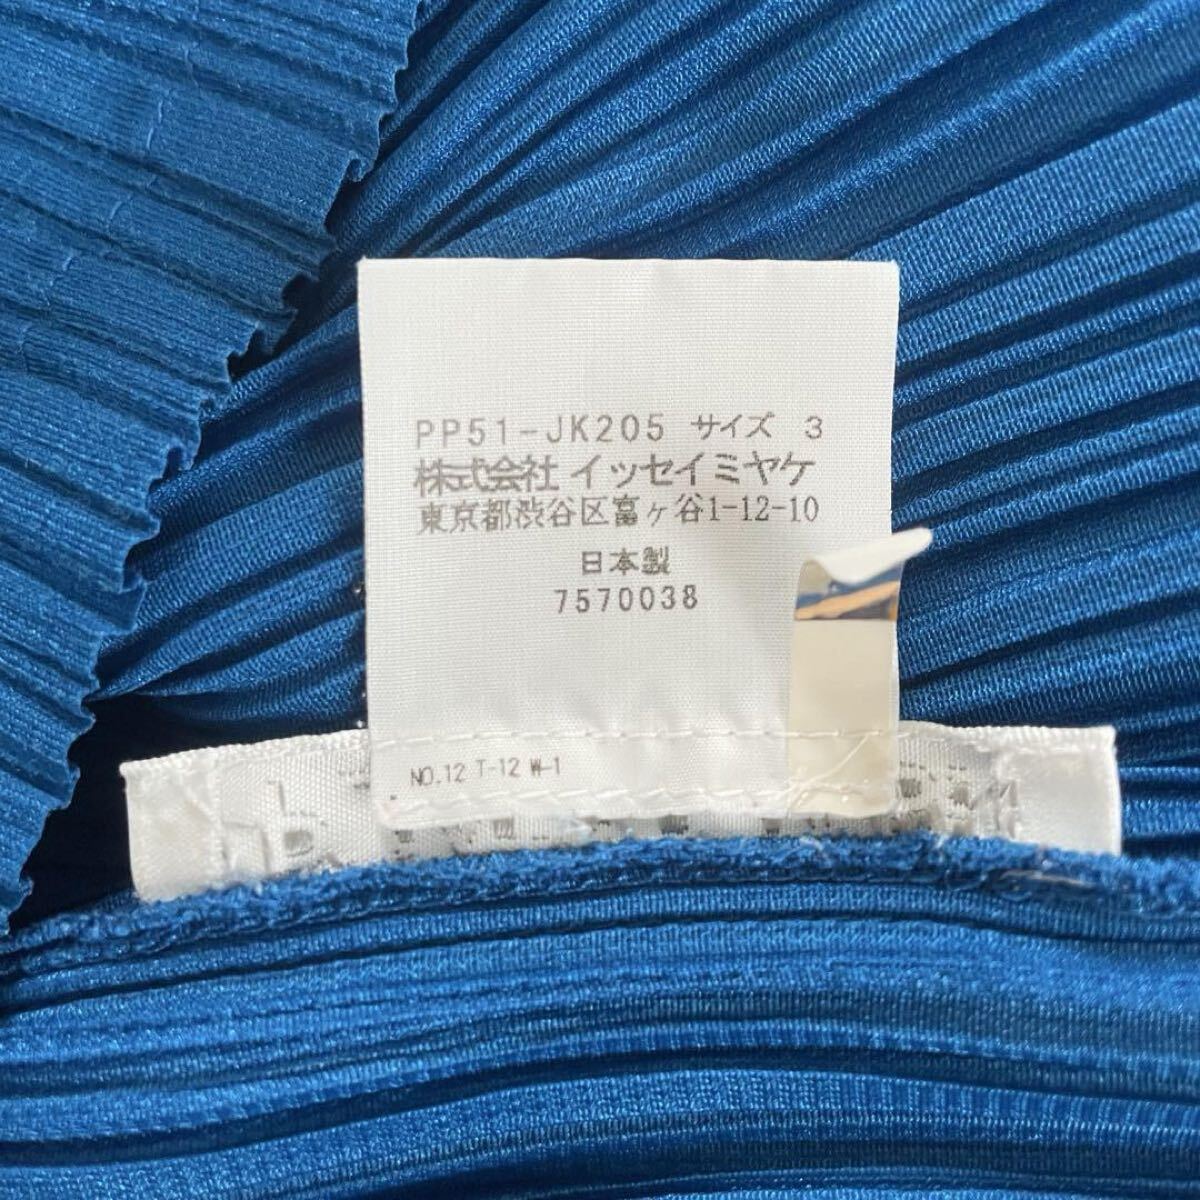 PP51-JK205 サイズ 3
株式会社 イッセイミヤケ
東京都渋谷区富ヶ谷1-12-10
日本製
7570038
NO.12 T-12 W-1